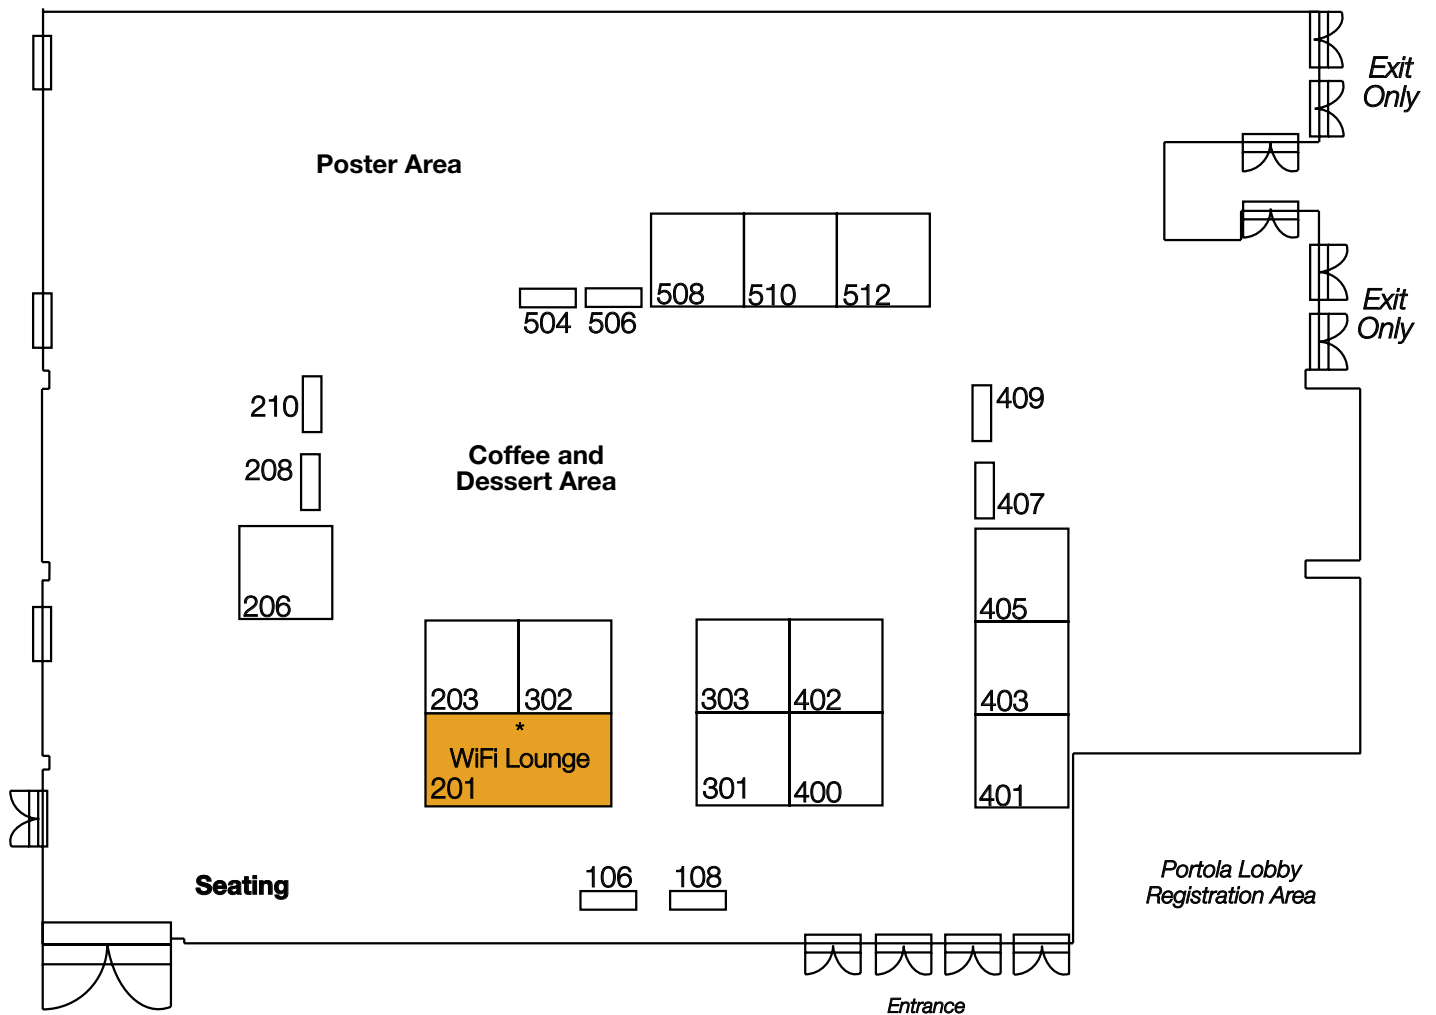 Exit
Only
Poster Area
508
510
512
504
506
Exit
Only
210
409
208
Coffee and
Dessert Area
407
206
405
203
302
303
402
403
*
WiFi Lounge
201
301
400
401
Seating
106
108
Portola Lobby
Registration Area
Entrance